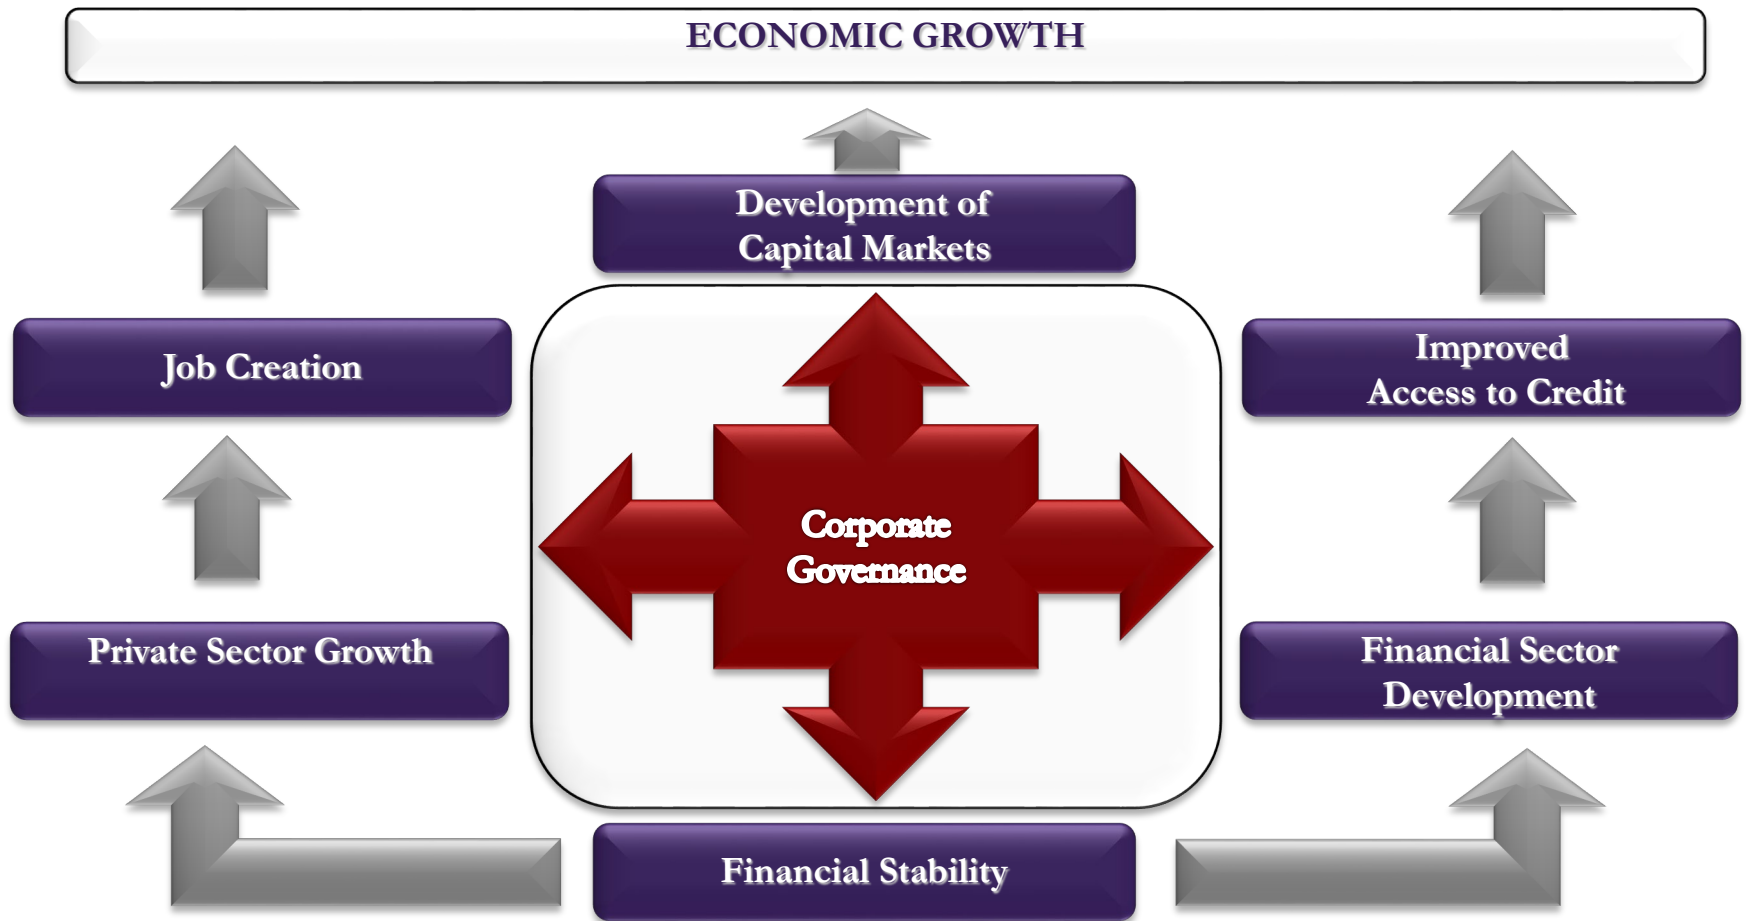 ECONOMIC GROWTH
Development of
Capital Markets
Job Creation
Improved
Access to Credit
Corporate
Governance
Private Sector Growth
Financial Sector
Development
Financial Stability